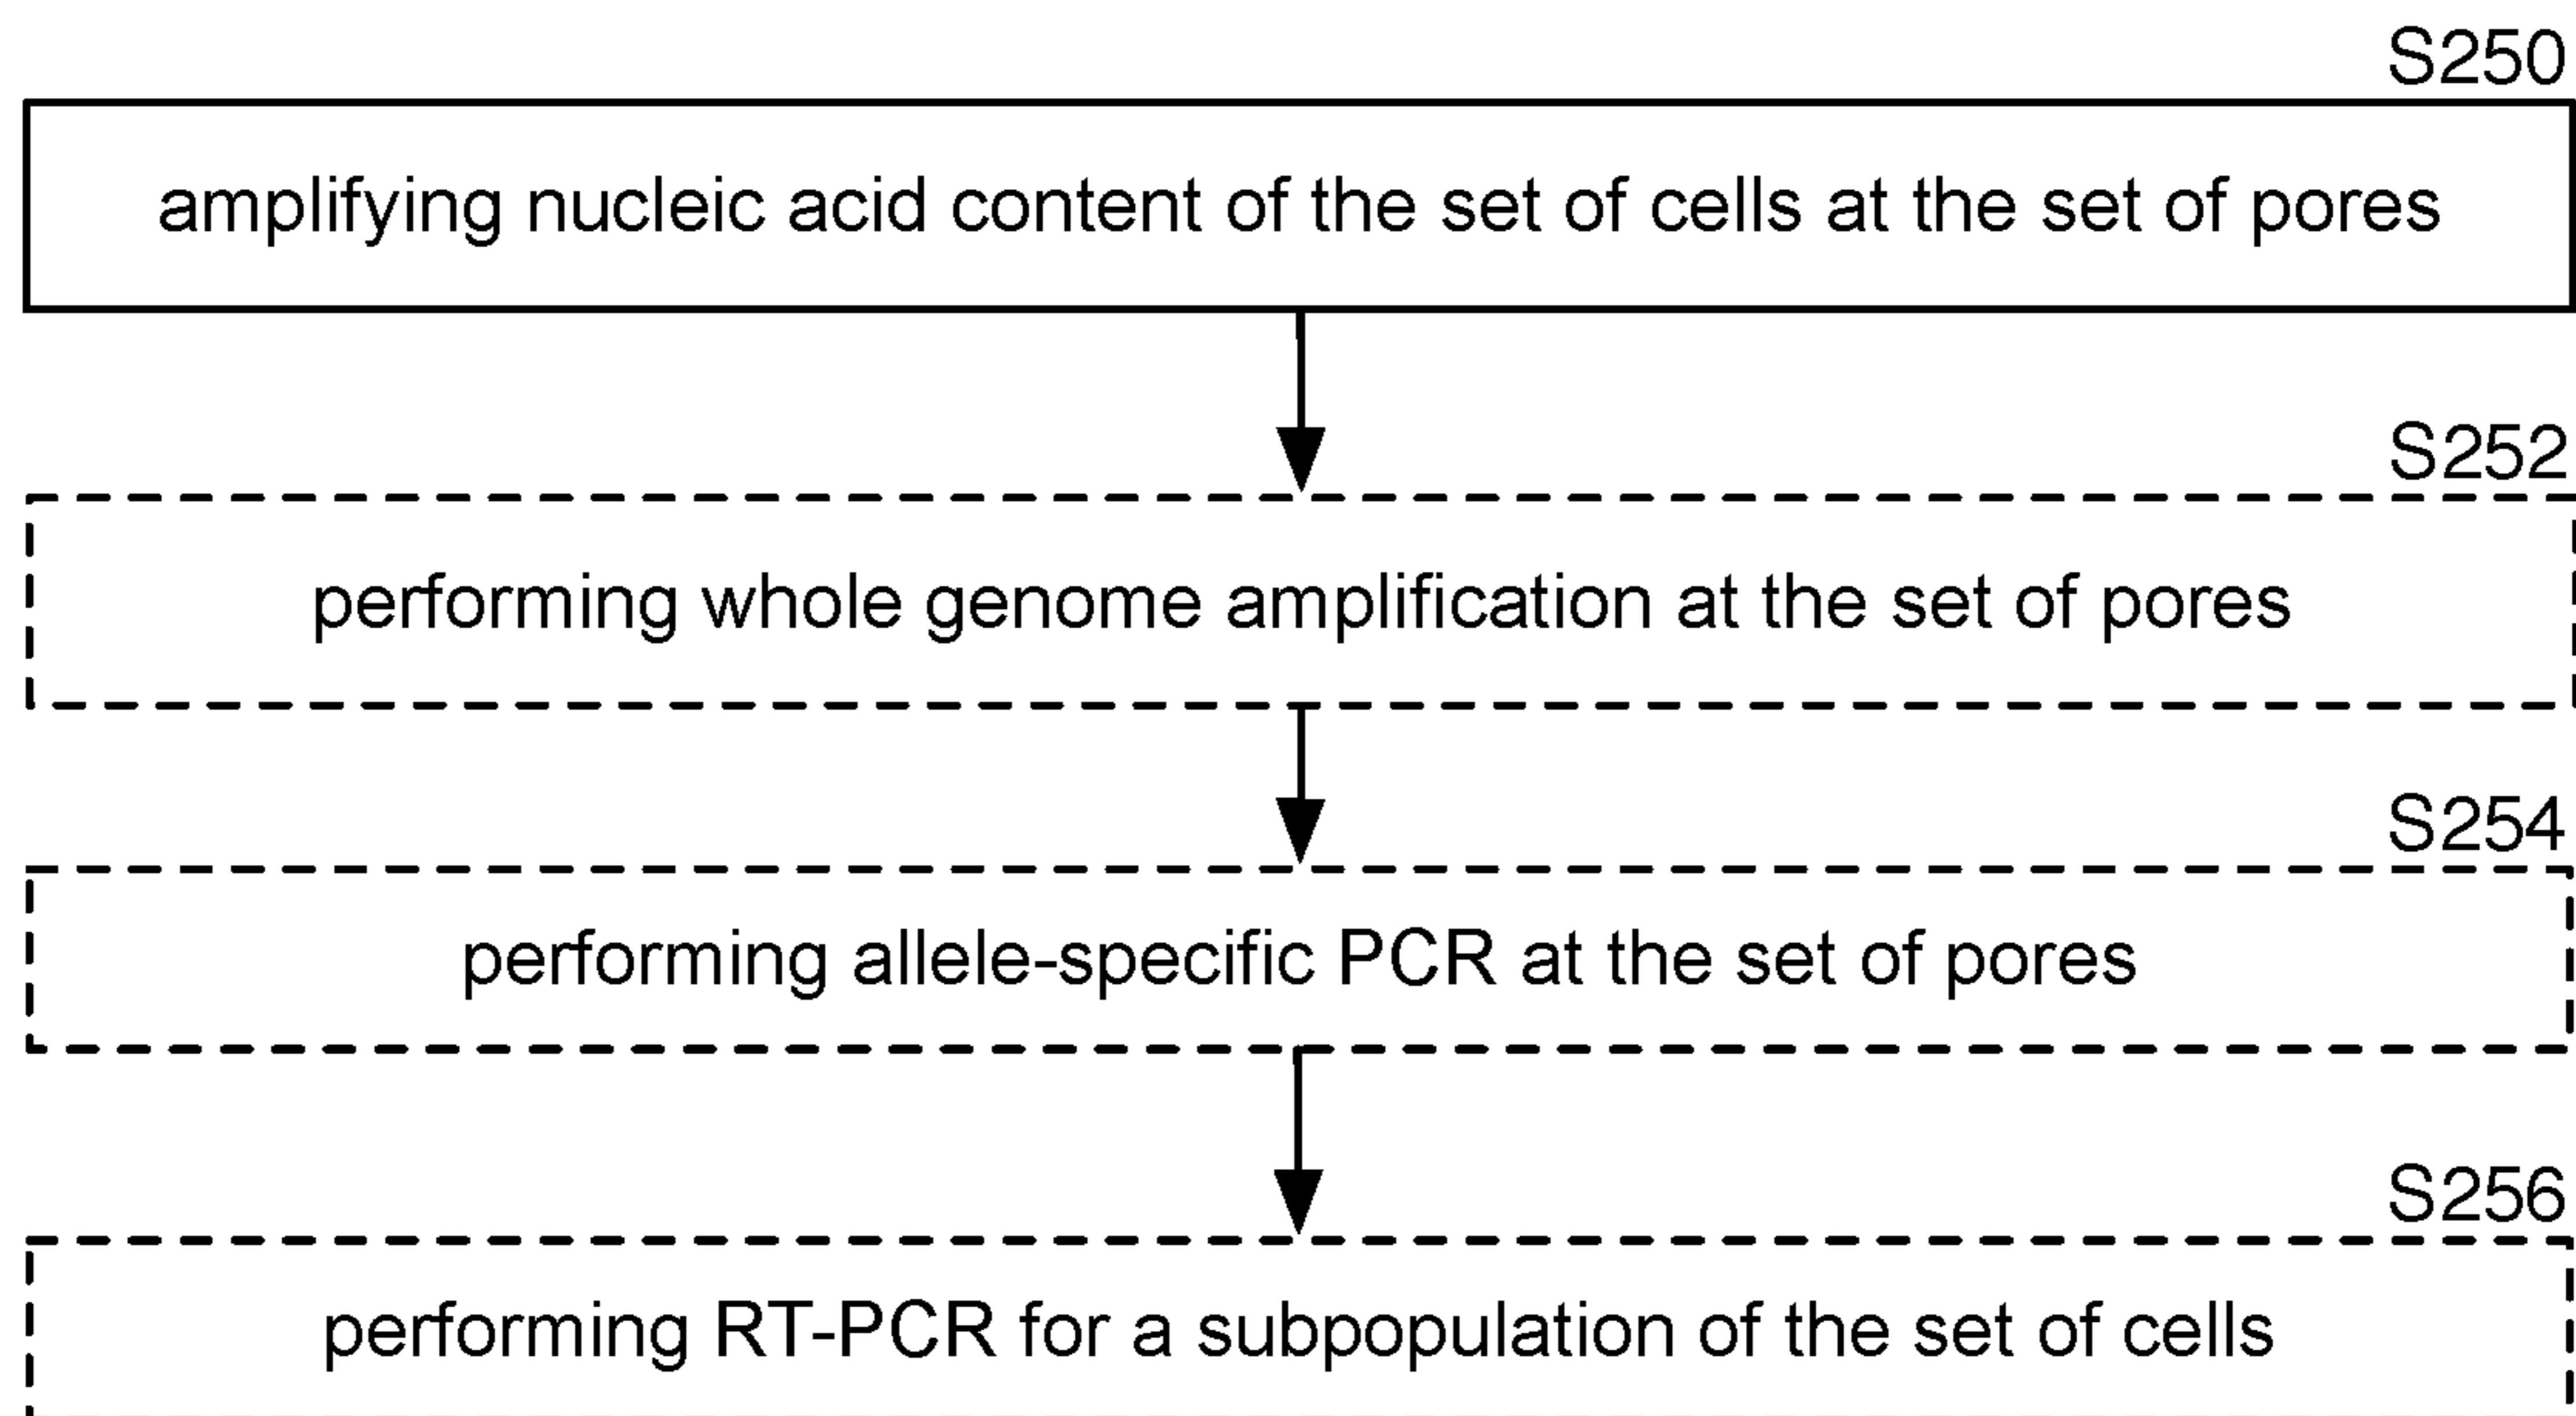 S250
amplifying nucleic acid content of the set of cells at the set of pores
S252
performing whole genome amplification at the set of pores
S254
performing allele-specific PCR at the set of pores
S256
performing RT-PCR for a subpopulation of the set of cells